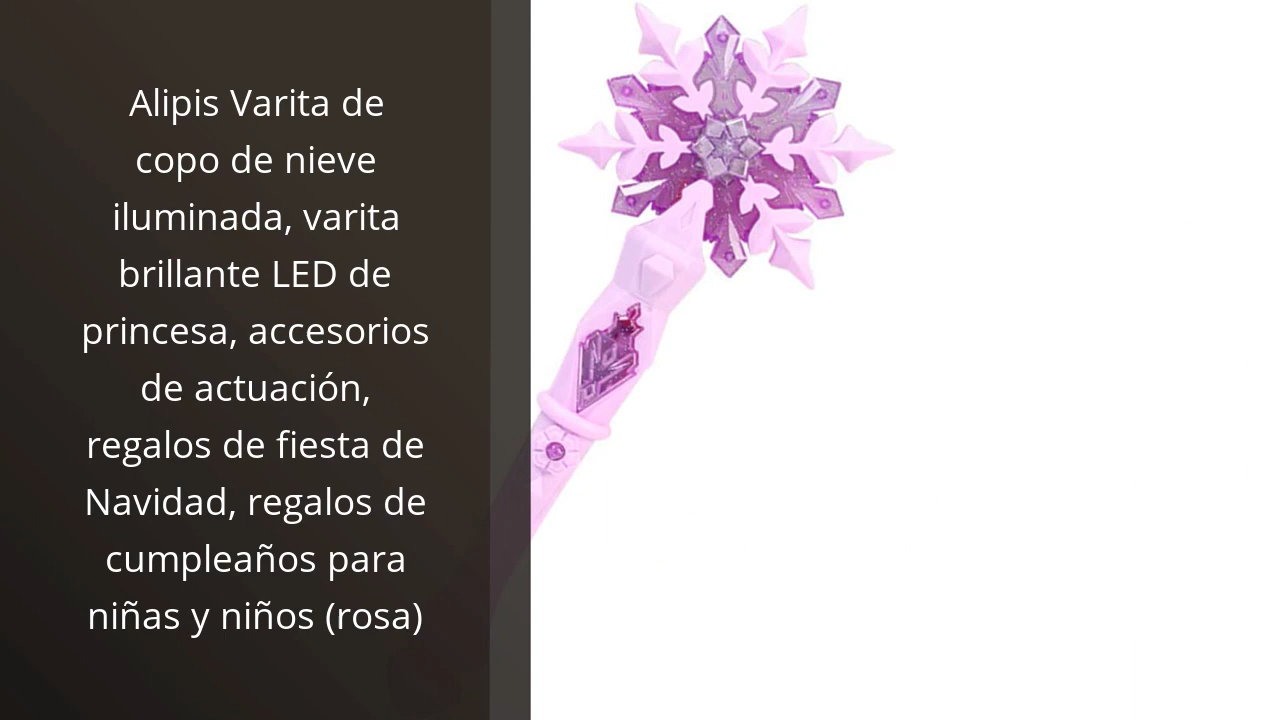 Alipis Varita de
copo de nieve
iluminada, varita
brillante LED de
princesa, accesorios
de actuación,
regalos de fiesta de
Navidad, regalos de
cumpleaños para
niñas y niños (rosa)